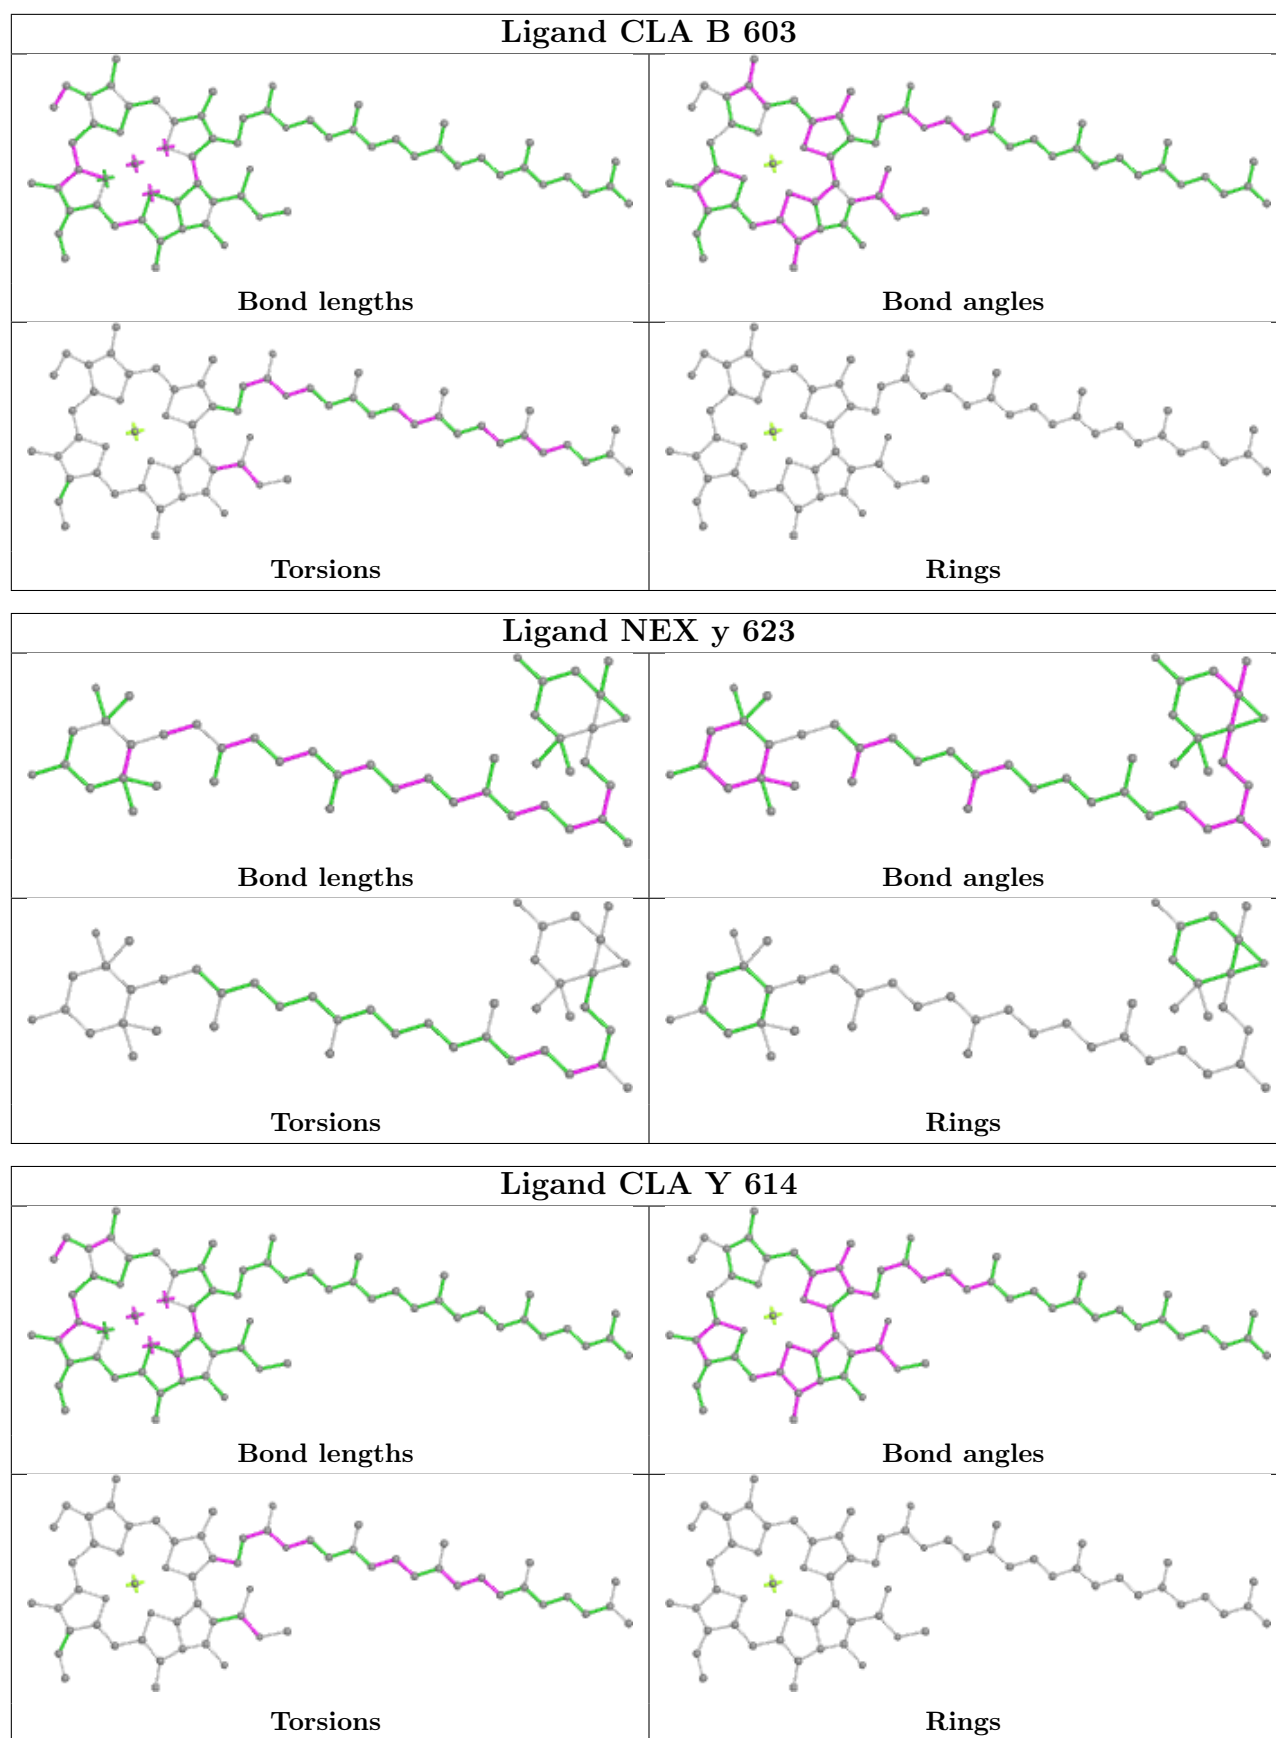 Ligand CLA B 603
Bond lengths
Bond angles
Torsions
Rings
Ligand NEX y 623
Bond lengths
Bond angles
Torsions
Rings
Ligand CLA Y 614
Bond lengths
Bond angles
Torsions
Rings